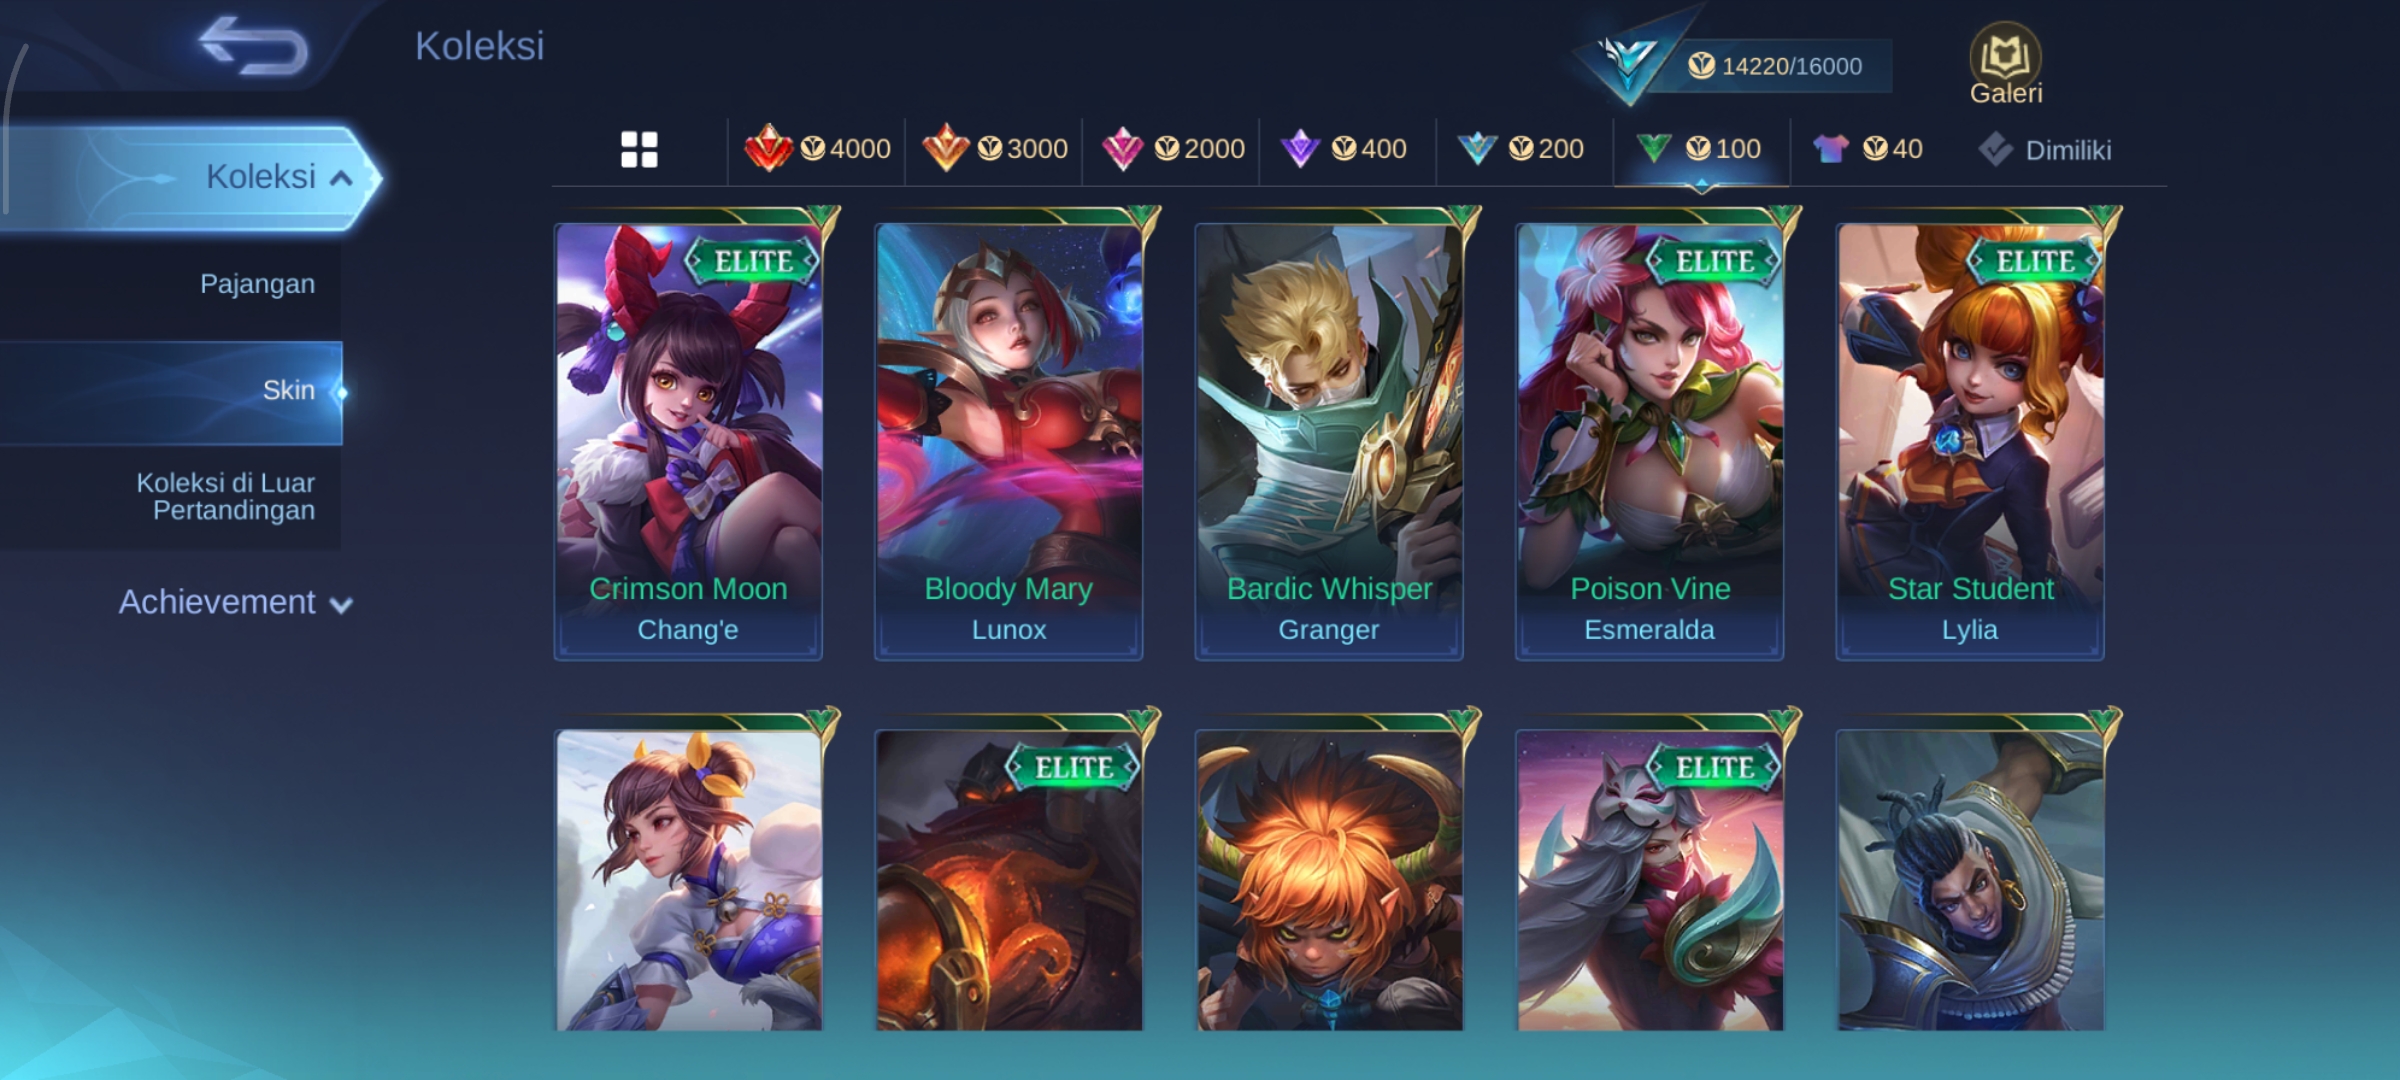 Koleksi
14220/16000
Galeri
4000
3000
2000
400
200
100
40
Dimiliki
Koleksi
Pajangan
Skin
Koleksi di Luar
Pertandingan
Achievement
ELITE
ELITE
ELITE
Crimson Moon
Chang'e
Bloody Mary
Lunox
Bardic Whisper
Granger
Poison Vine
Esmeralda
Star Student
Lylia
ELITE
ELITE